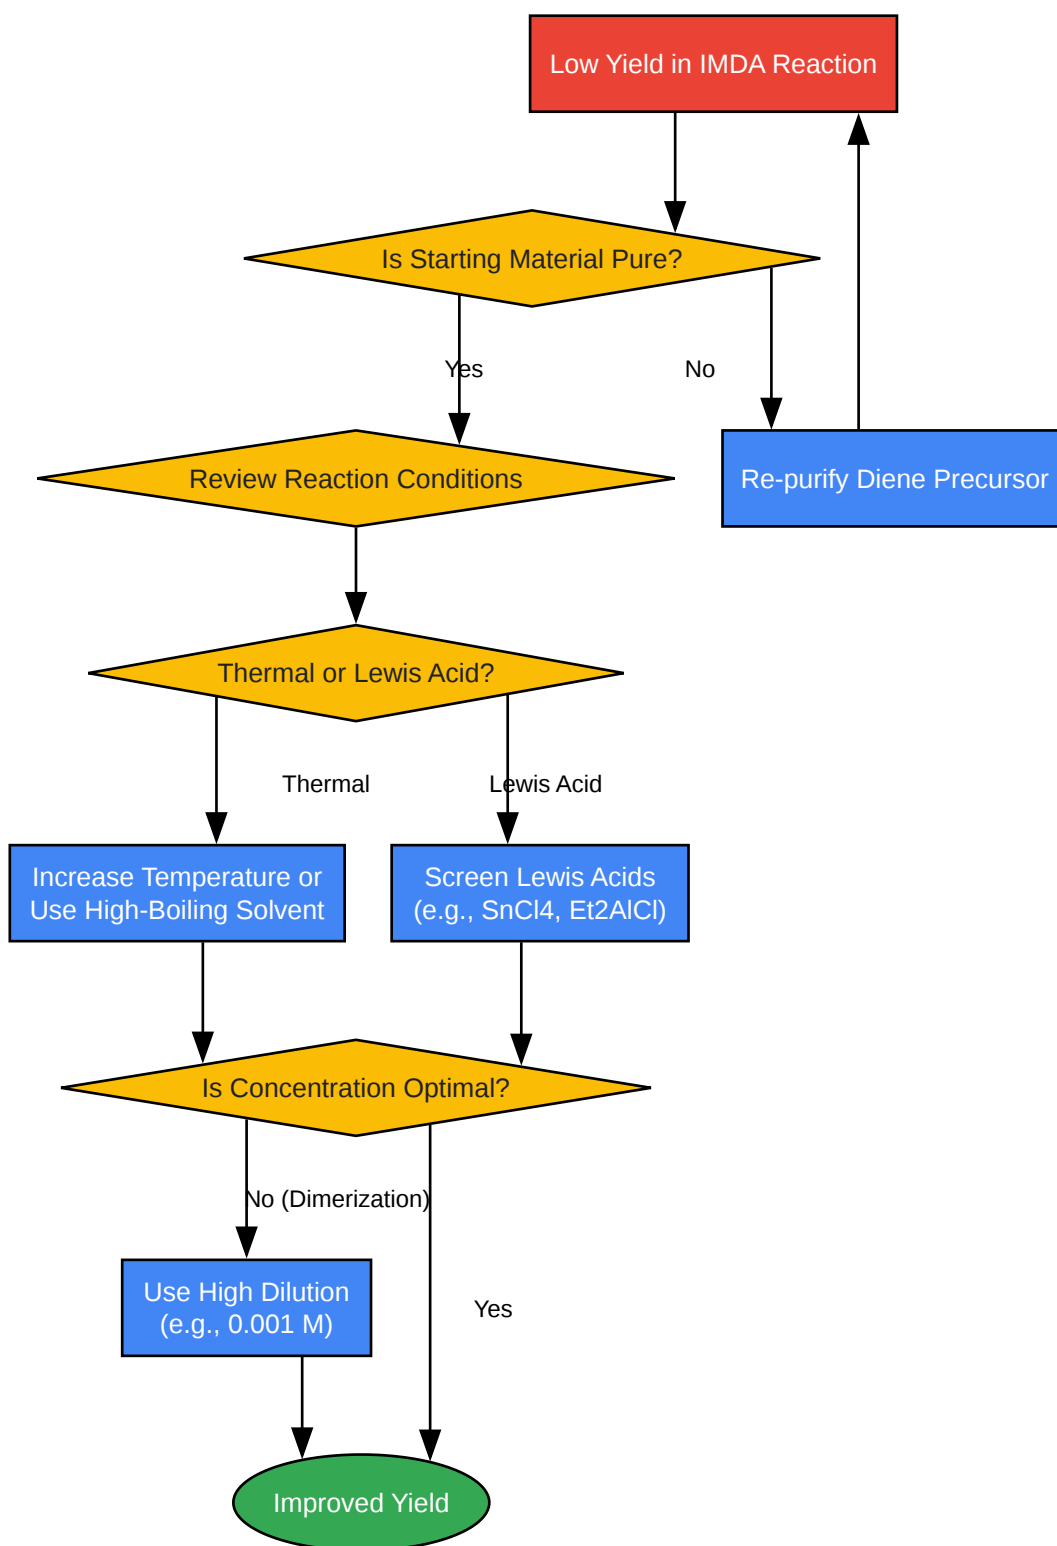 Low Yield in IMDA Reaction
Is Starting Material Pure?
Yes
No
Review Reaction Conditions
Re-purify Diene Precursor
Thermal or Lewis Acid?
Thermal
Lewis Acid
Increase Temperature or
Use High-Boiling Solvent
Screen Lewis Acids
(e.g., SnCl4, Et2AlCl)
Is Concentration Optimal?
No (Dimerization)
Use High Dilution
(e.g., 0.001 M)
Yes
Improved Yield